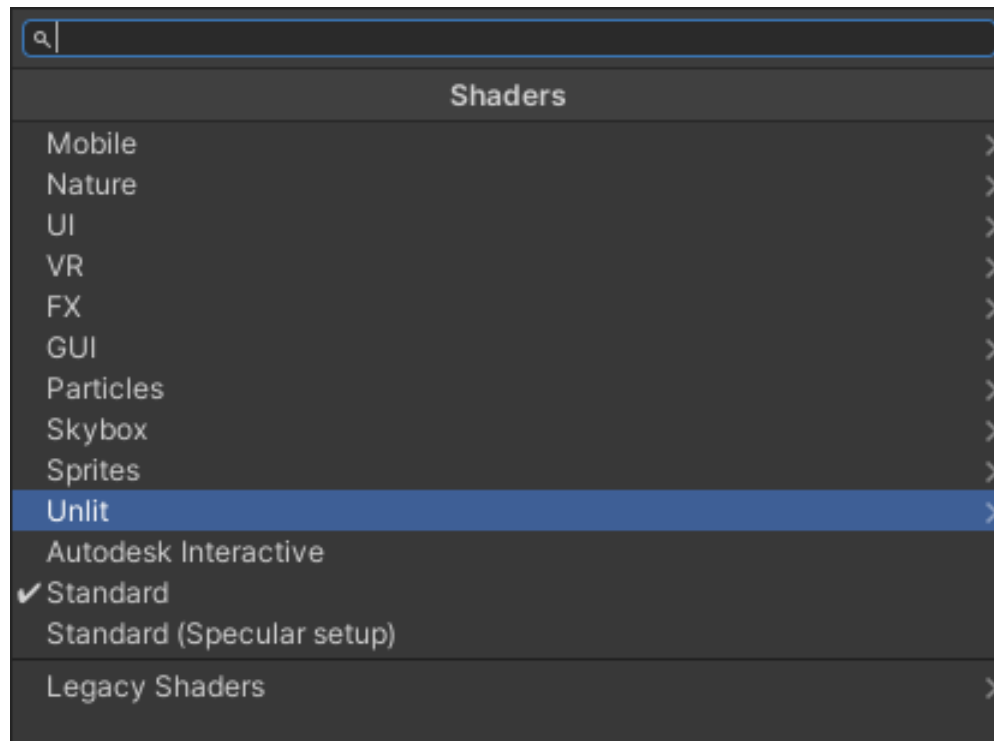 Shaders
Mobile
Nature
UI
VR
FX
GUI
Particles
Skybox
Sprites
Unlit
Autodesk Interactive
Standard
Standard (Specular setup)
Legacy Shaders